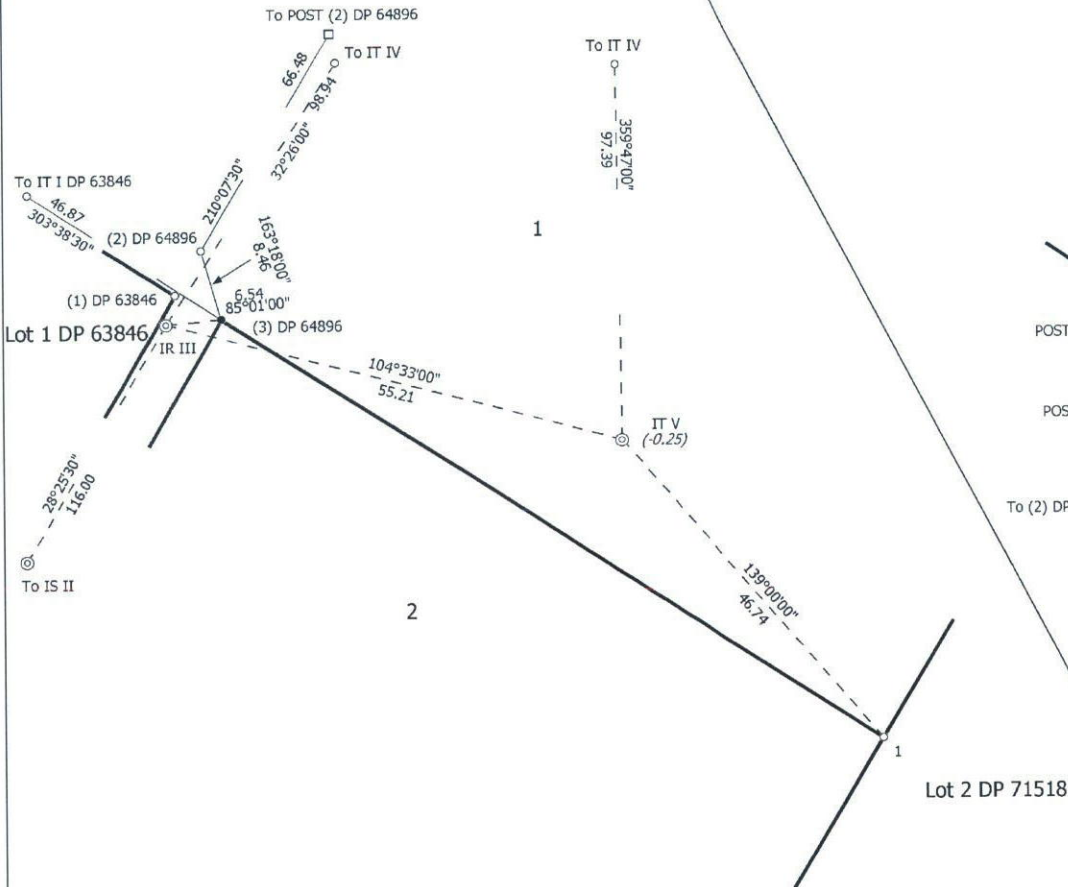 To POST (2) DP 64896
To IT IV
66.48
98.94
32°26'00"
To IT IV
359°47'00"
97.39
To IT I DP 63846
46.87
303°38'30"
210°07'30"
(2) DP 64896
163°18'00"
8.46
1
(1) DP 63846
6.54
85°01'00"
(3) DP 64896
Lot 1 DP 63846
IR III
POST
104°33'00"
55.21
IT V
(-0.25)
POS
28°25'30"
116.00
To (2) DP
To IS II
139°00'00"
46.74
2
1
Lot 2 DP 71518